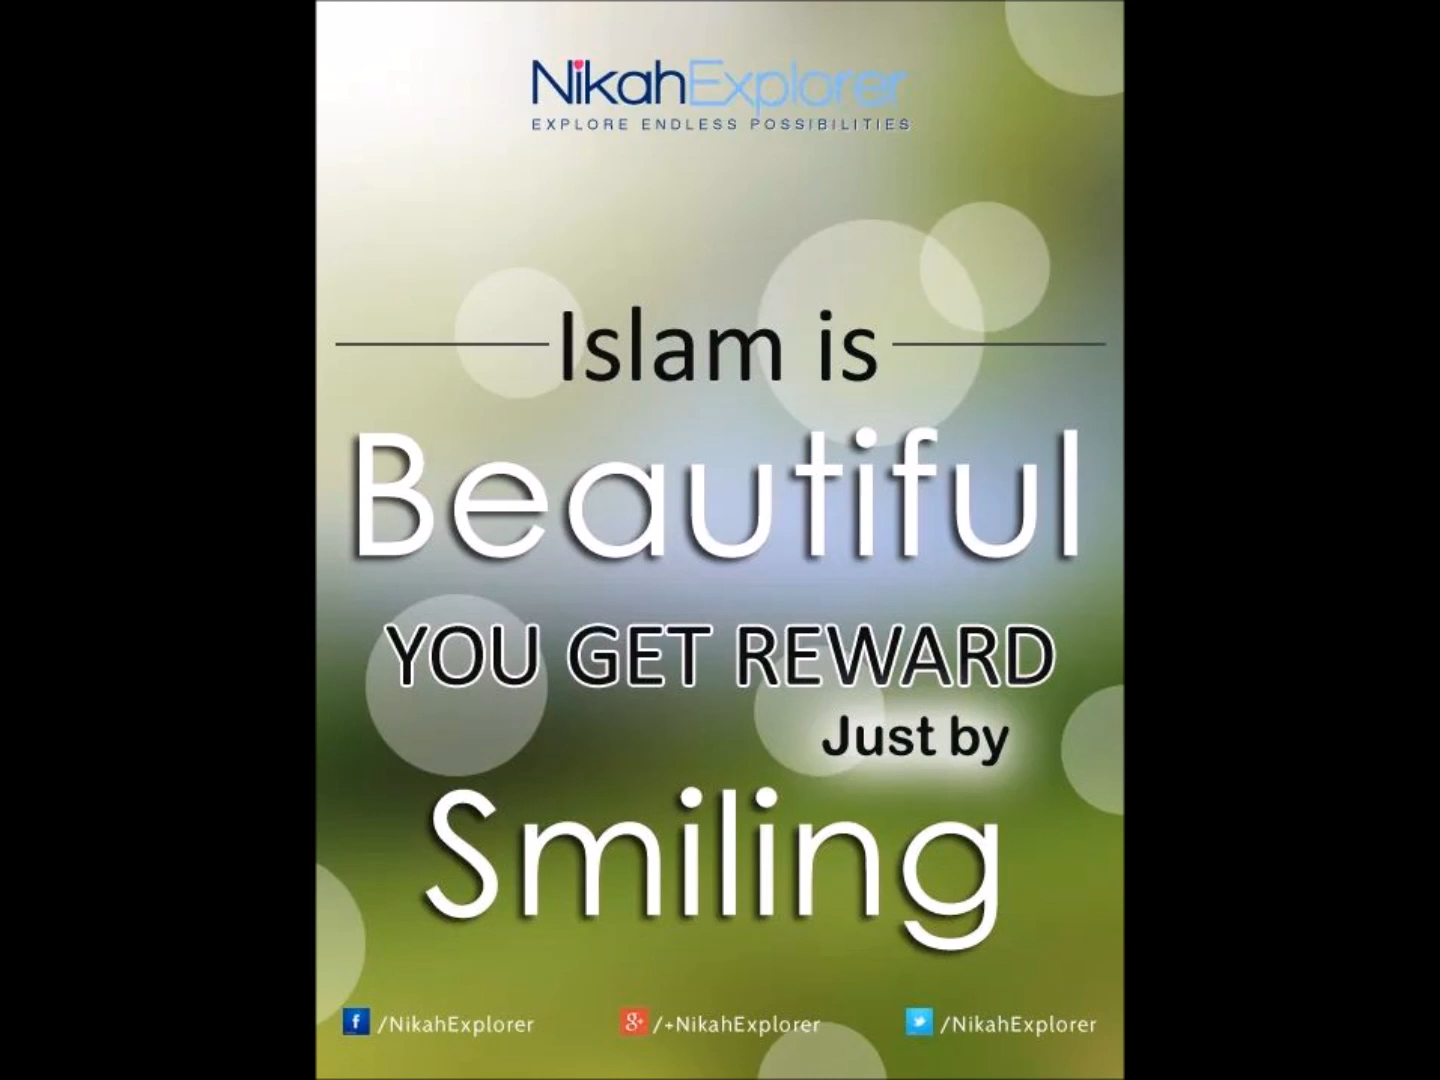 NikahExplorer
EXPLORE ENDLESS POSSIBILITIES
Islam is
Beautiful
YOU GET REWARD
Just by
Smiling
f /NikahExplorer g+ /+NikahExplorer /NikahExplorer